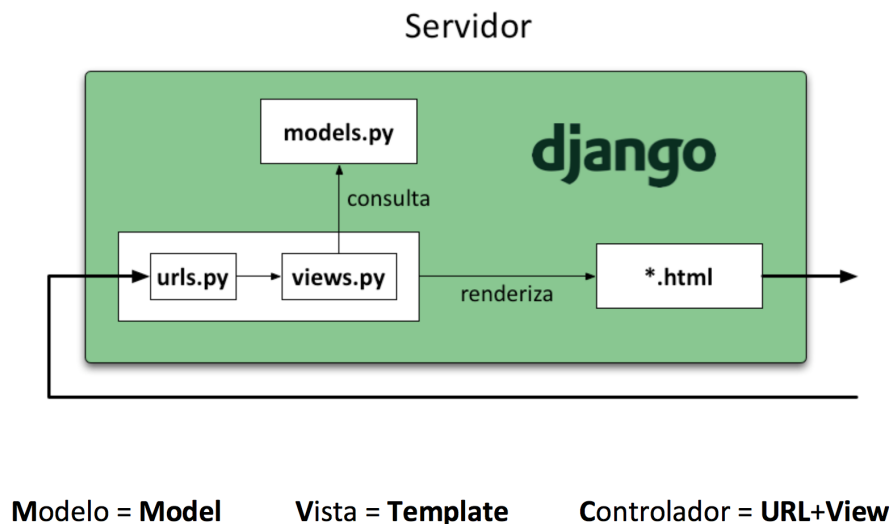 Servidor
models.py
django
consulta
urls.py
views.py
*.html
renderiza
Modelo = Model
Vista = Template
Controlador = URL+View